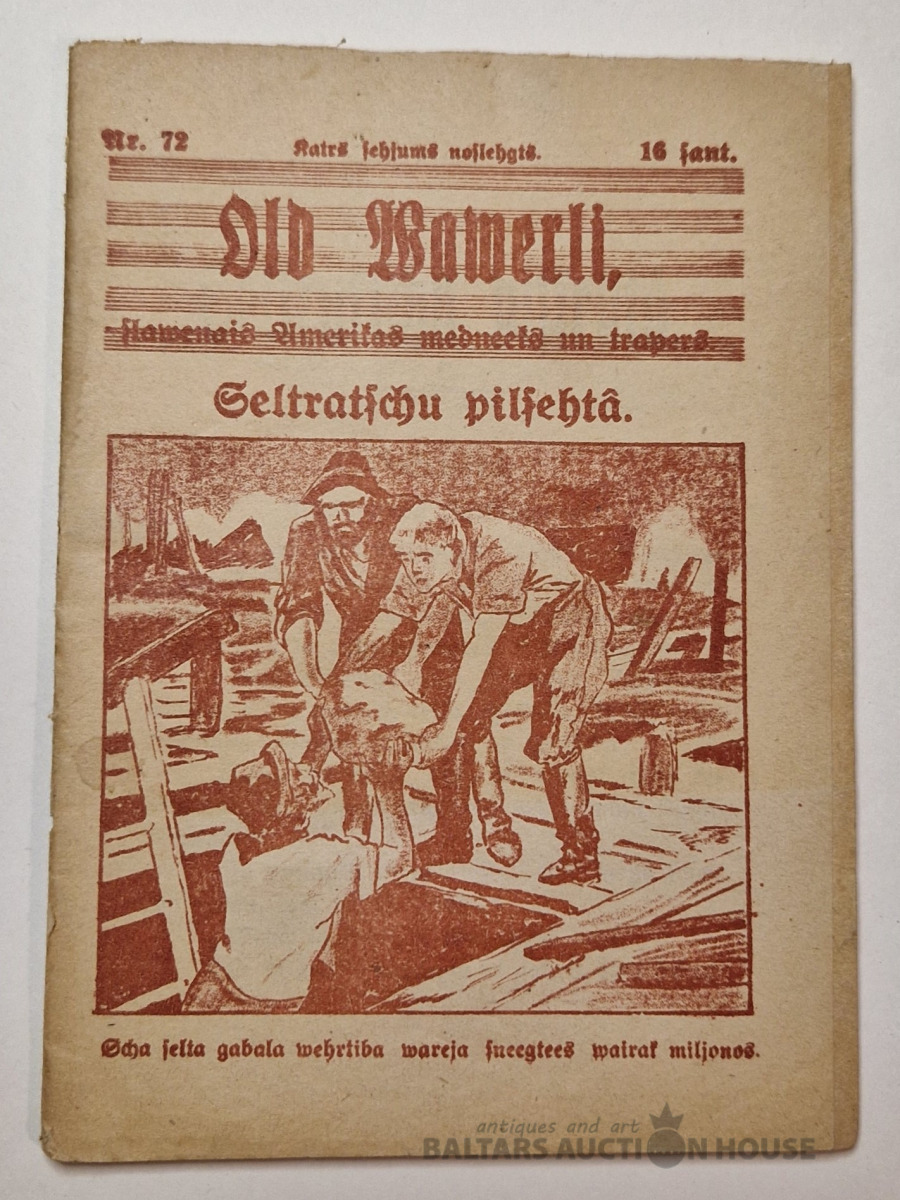 Nr. 72 Katrs sehjums noslehgts. 16 sant.
Old Wawerli,
slawenais Amerikas medneeks un trapers.
Seltratschu pilsehtâ.
Scha selta gabala wehrtiba wareja sneegtees wairak miljonos.
antiques and art
BALTARS AUCTION HOUSE